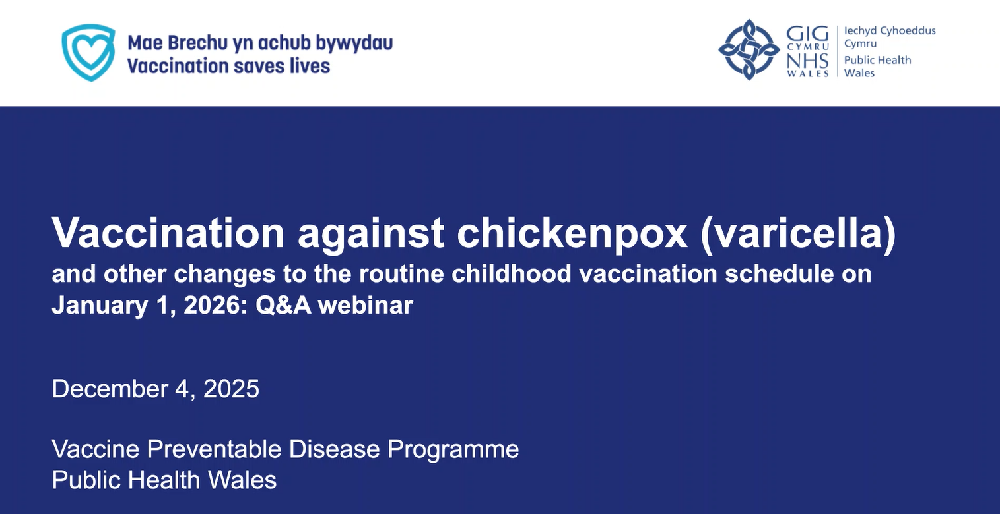 Mae Brechu yn achub bywydau
Vaccination saves lives
GIG
CYMRU
NHS
WALES
Iechyd Cyhoeddus
Cymru
Public Health
Wales
Vaccination against chickenpox (varicella)
and other changes to the routine childhood vaccination schedule on
January 1, 2026: Q&A webinar
December 4, 2025
Vaccine Preventable Disease Programme
Public Health Wales